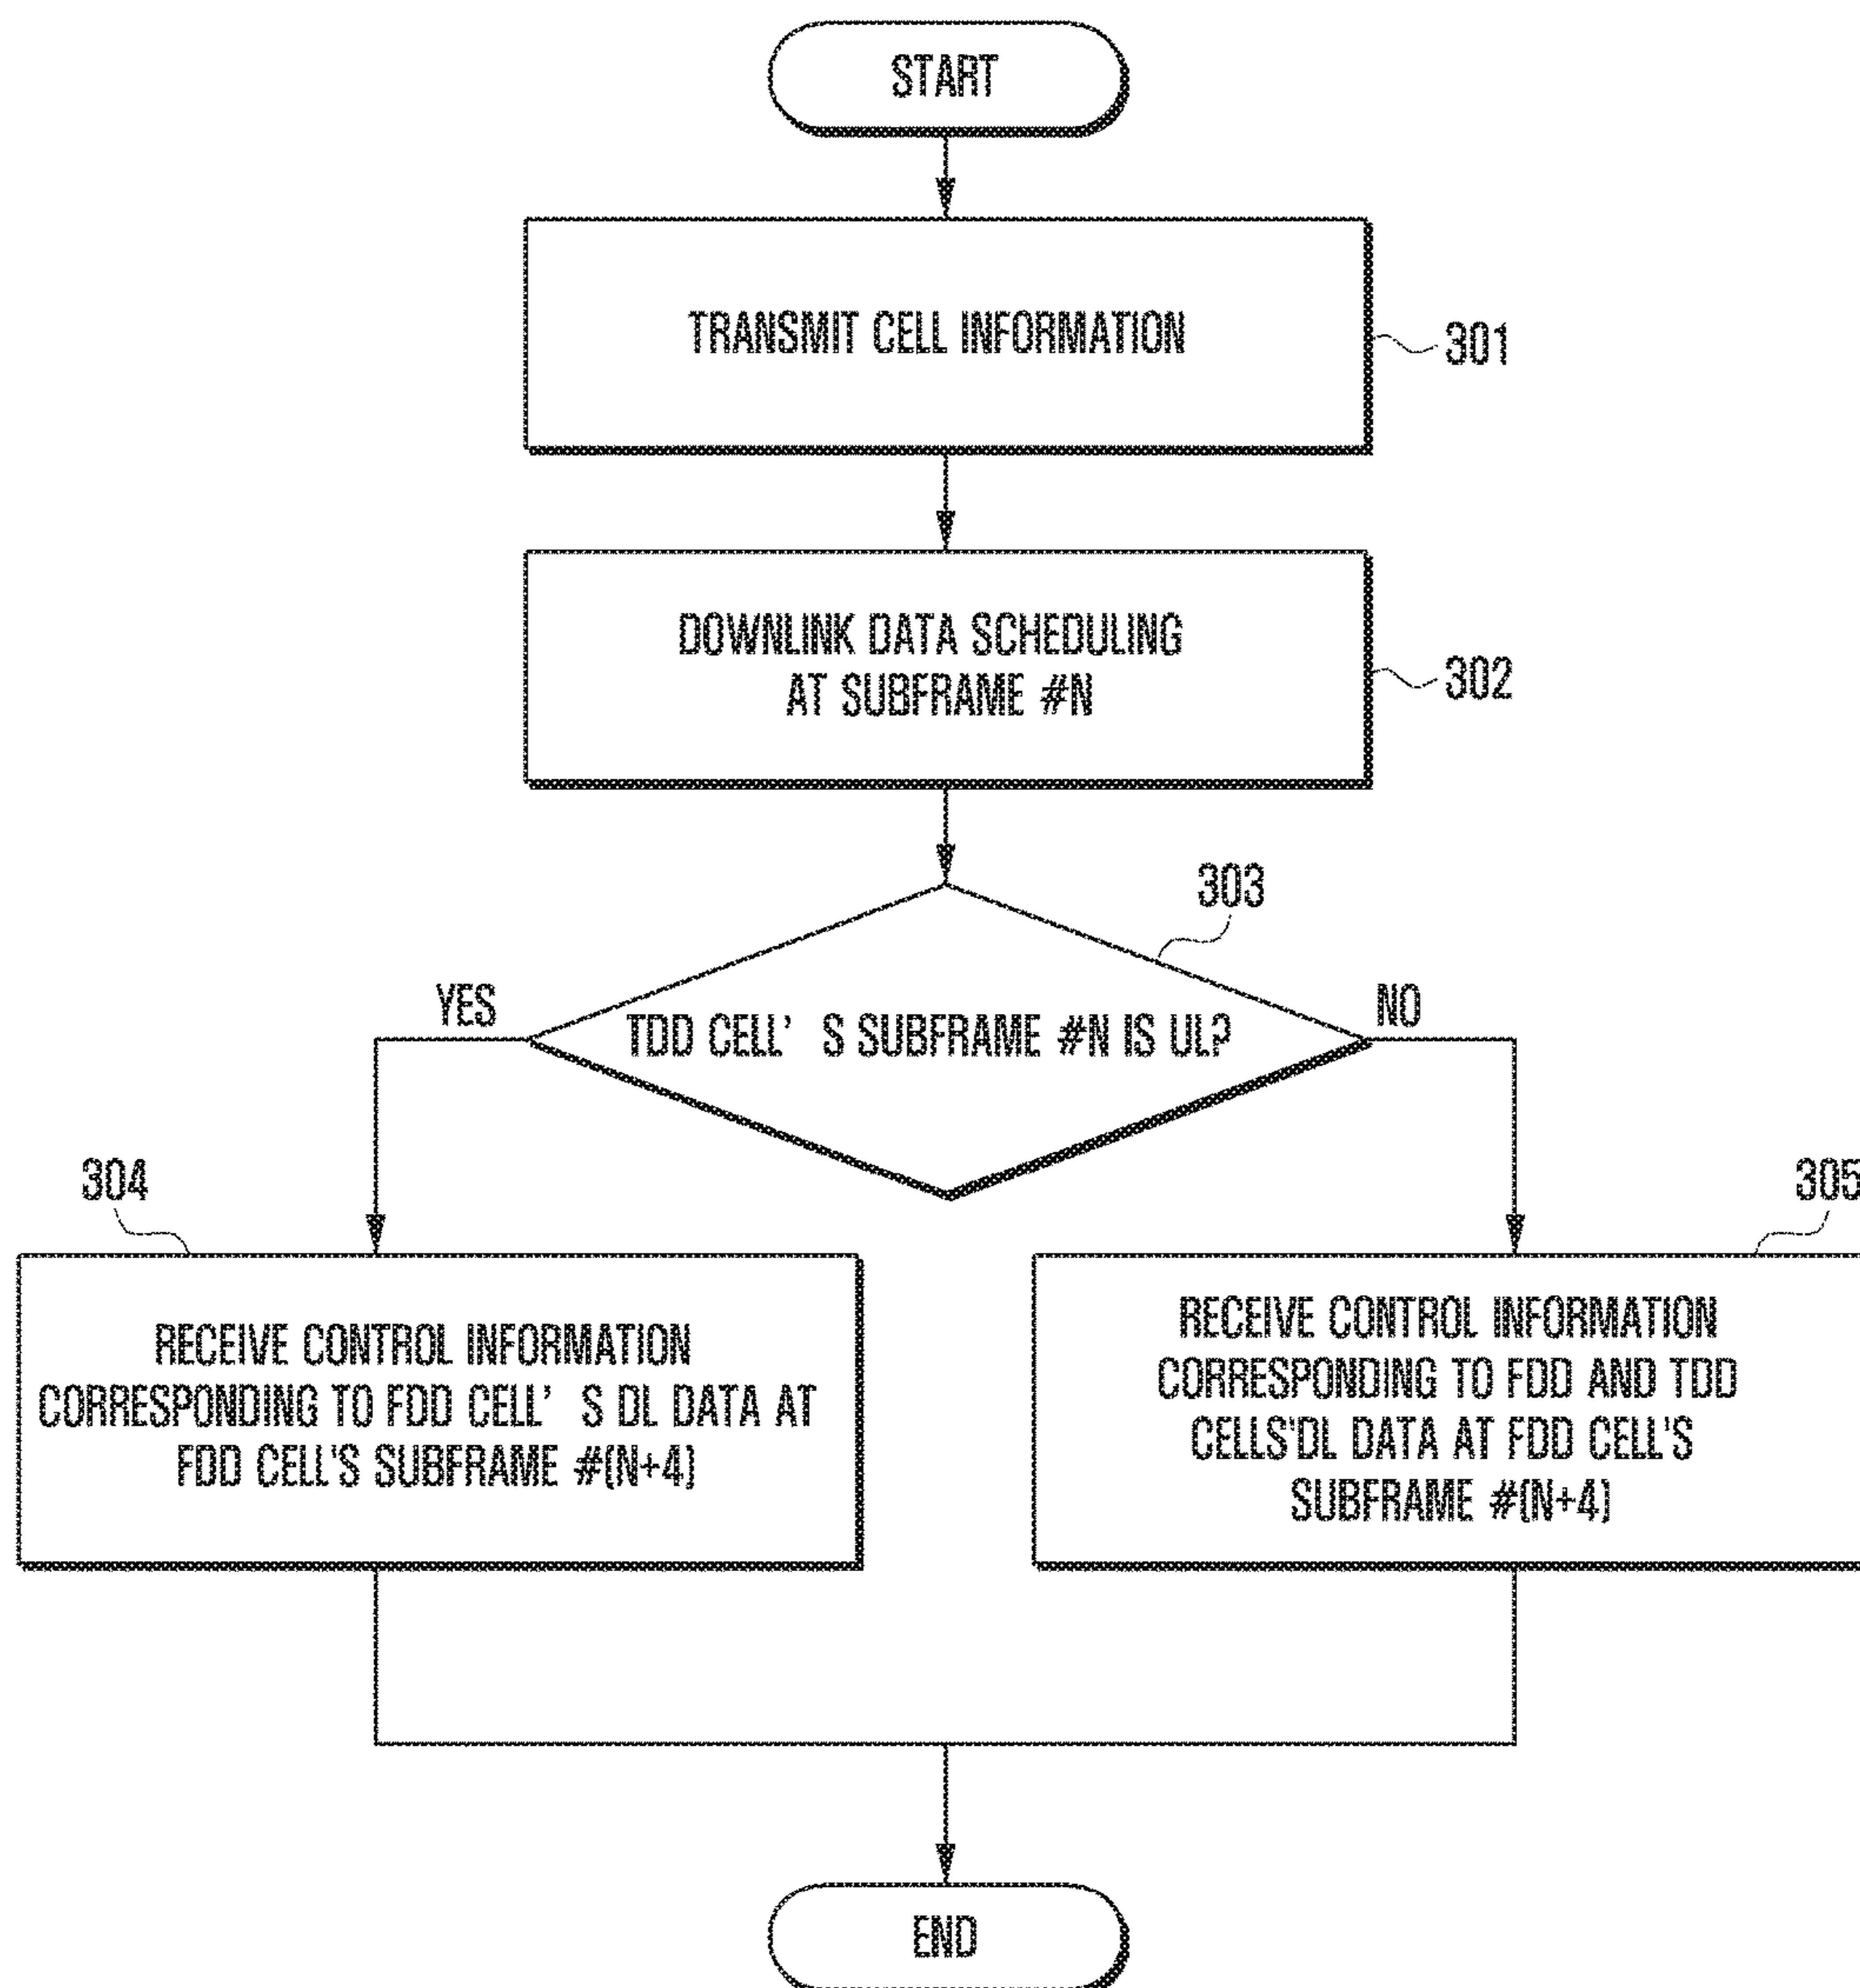 START
TRANSMIT CELL INFORMATION
301
DOWNLINK DATA SCHEDULING
AT SUBFRAME #N
302
303
YES
TDD CELL' S SUBFRAME #N IS UL?
NO
304
305
RECEIVE CONTROL INFORMATION
CORRESPONDING TO FDD CELL' S DL DATA AT
FDD CELL'S SUBFRAME #(N+4)
RECEIVE CONTROL INFORMATION
CORRESPONDING TO FDD AND TDD
CELLS'DL DATA AT FDD CELL'S
SUBFRAME #(N+4)
END